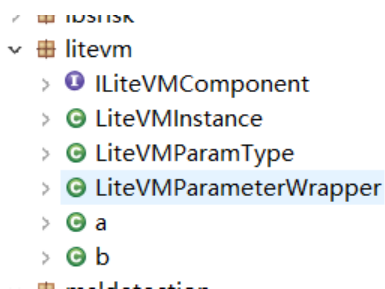 litevm
ILiteVMComponent
LiteVMInstance
LiteVMParamType
LiteVMParameterWrapper
a
b